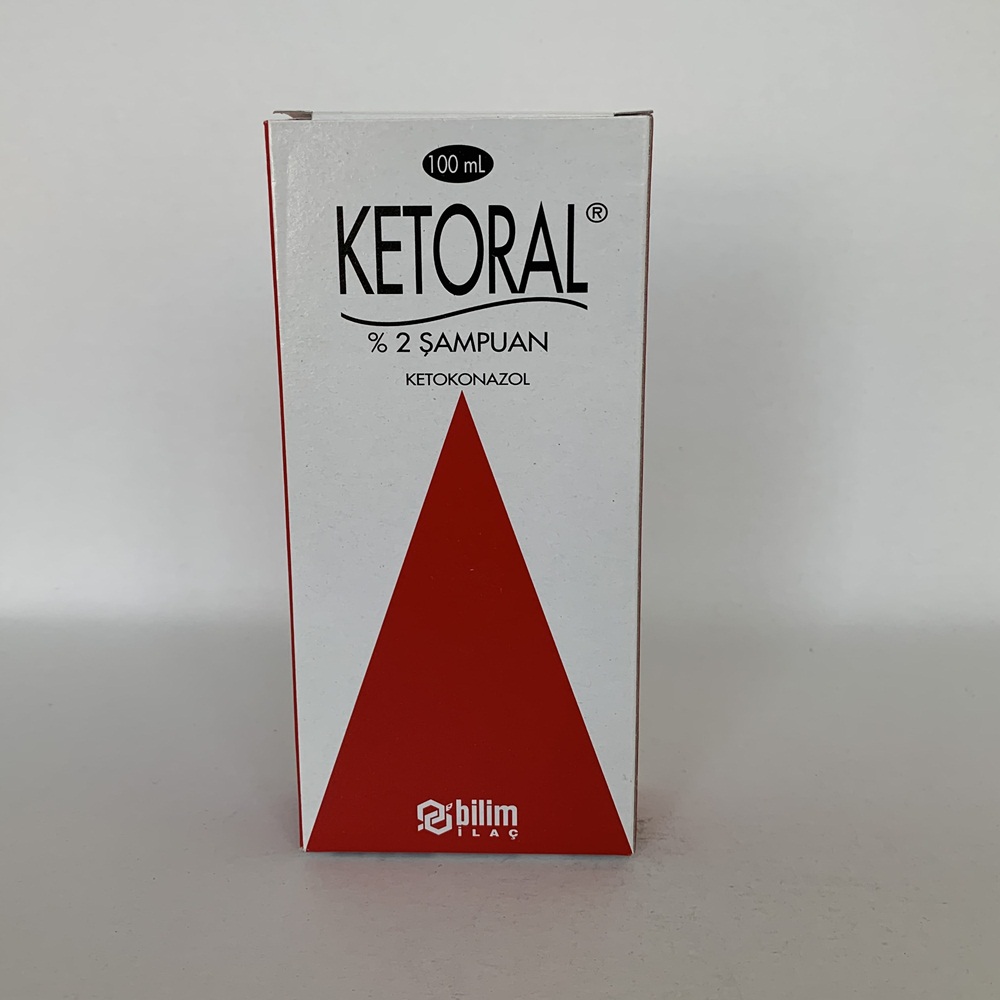 100 mL
KETORAL®
% 2 ŞAMPUAN
KETOKONAZOL
bilim
İLAÇ